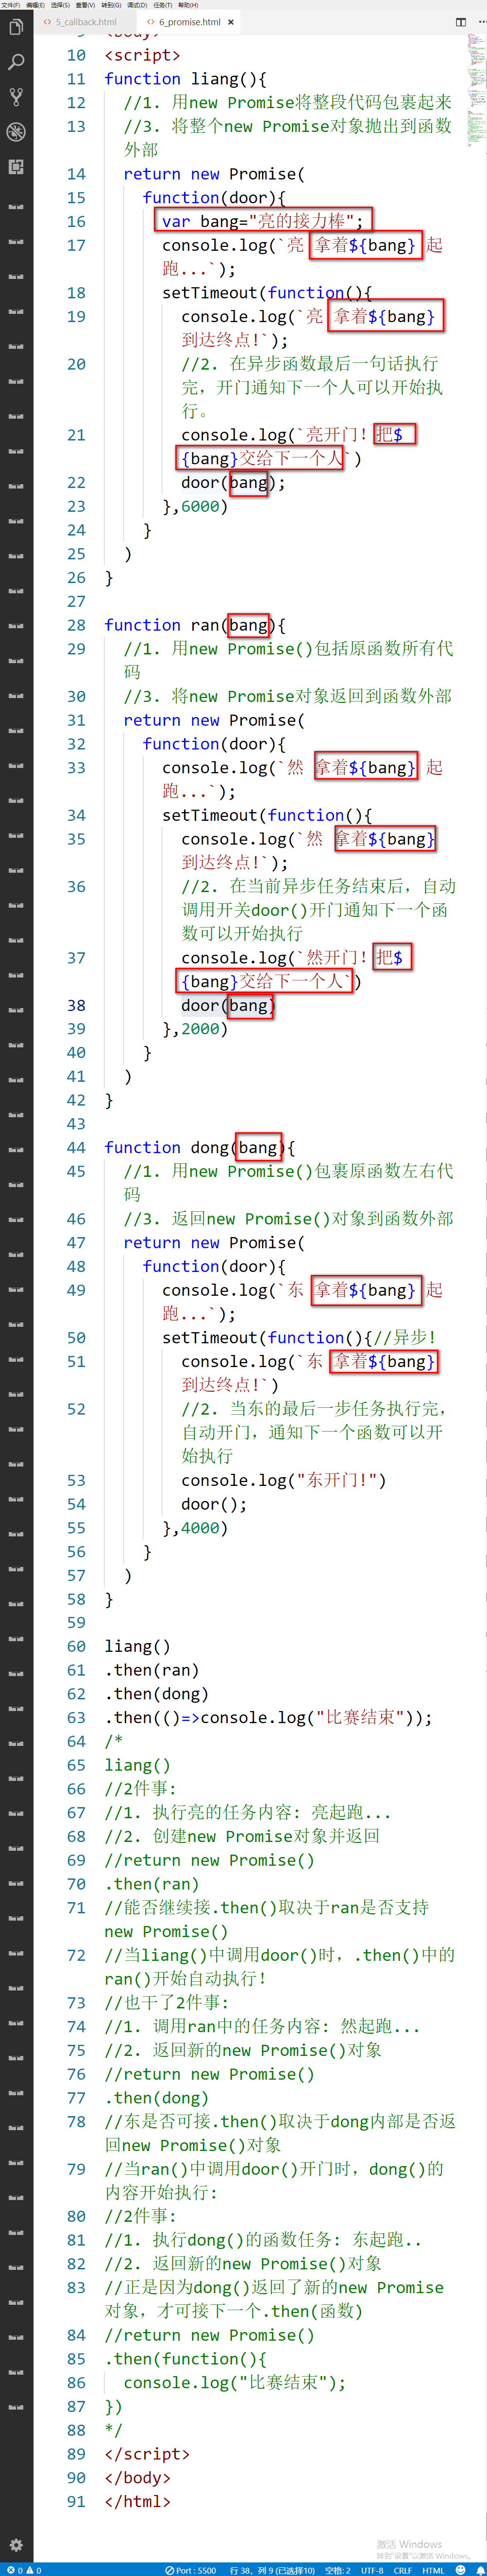 文件(F) 编辑(E) 选择(S) 查看(V) 转到(G) 调试(D) 任务(T) 帮助(H)
<> 5_callback.html <> 6_promise.html ×
9 <body>
10 <script>
11 function liang(){
12 //1. 用new Promise将整段代码包裹起来
13 //3. 将整个new Promise对象抛出到函数
外部
14 return new Promise(
15 function(door){
16 var bang="亮的接力棒";
17 console.log(`亮 拿着${bang} 起
跑...`);
18 setTimeout(function(){
19 console.log(`亮 拿着${bang}
到达终点!`);
20 //2. 在异步函数最后一句话执行
完，开门通知下一个人可以开始执
行。
21 console.log(`亮开门! 把$
{bang}交给下一个人`)
22 door(bang);
23 },6000)
24 }
25 )
26 }
27
28 function ran(bang){
29 //1. 用new Promise()包括原函数所有代
码
30 //3. 将new Promise对象返回到函数外部
31 return new Promise(
32 function(door){
33 console.log(`然 拿着${bang} 起
跑...`);
34 setTimeout(function(){
35 console.log(`然 拿着${bang}
到达终点!`);
36 //2. 在当前异步任务结束后，自动
调用开关door()开门通知下一个函
数可以开始执行
37 console.log(`然开门! 把$
{bang}交给下一个人`)
38 door(bang)
39 },2000)
40 }
41 )
42 }
43
44 function dong(bang){
45 //1. 用new Promise()包裹原函数左右代
码
46 //3. 返回new Promise()对象到函数外部
47 return new Promise(
48 function(door){
49 console.log(`东 拿着${bang} 起
跑...`);
50 setTimeout(function(){//异步!
51 console.log(`东 拿着${bang}
到达终点!`)
52 //2. 当东的最后一步任务执行完，
自动开门，通知下一个函数可以开
始执行
53 console.log("东开门!")
54 door();
55 },4000)
56 }
57 )
58 }
59
60 liang()
61 .then(ran)
62 .then(dong)
63 .then(()=>console.log("比赛结束"));
64 /*
65 liang()
66 //2件事:
67 //1. 执行亮的任务内容: 亮起跑...
68 //2. 创建new Promise对象并返回
69 //return new Promise()
70 .then(ran)
71 //能否继续接.then()取决于ran是否支持
new Promise()
72 //当liang()中调用door()时，.then()中的
ran()开始自动执行!
73 //也干了2件事:
74 //1. 调用ran中的任务内容: 然起跑...
75 //2. 返回新的new Promise()对象
76 //return new Promise()
77 .then(dong)
78 //东是否可接.then()取决于dong内部是否返
回new Promise()对象
79 //当ran()中调用door()开门时，dong()的
内容开始执行:
80 //2件事:
81 //1. 执行dong()的函数任务: 东起跑..
82 //2. 返回新的new Promise()对象
83 //正是因为dong()返回了新的new Promise
对象，才可接下一个.then(函数)
84 //return new Promise()
85 .then(function(){
86 console.log("比赛结束");
87 })
88 */
89 </script>
90 </body>
91 </html>
激活 Windows
转到"设置"以激活 Windows。
0 0 Port : 5500 行 38，列 9 (已选择10) 空格: 2 UTF-8 CRLF HTML